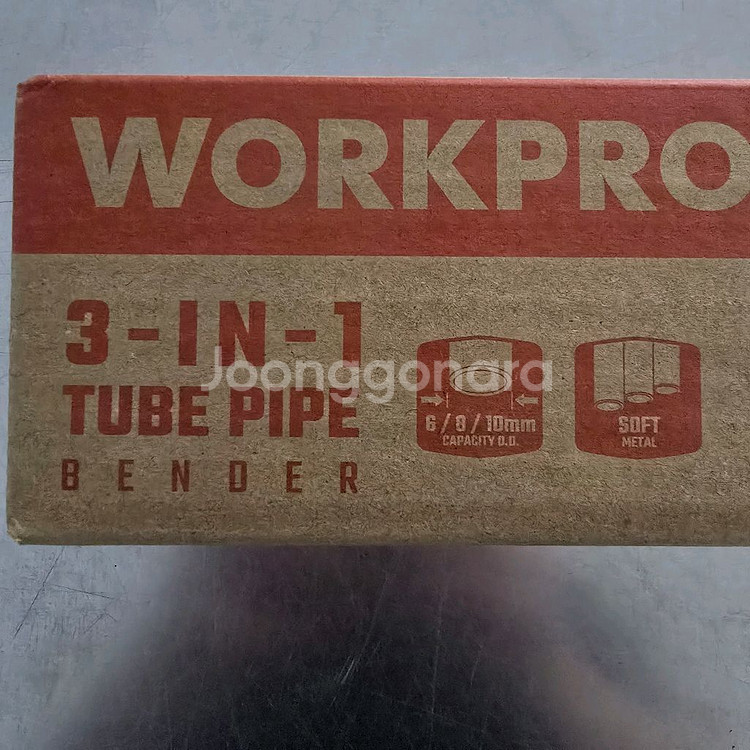 WORKPRO
3-IN-1
TUBE PIPE
BENDER
6/8/10mm
CAPACITY O.D.
SOFT
METAL
Joonggonara